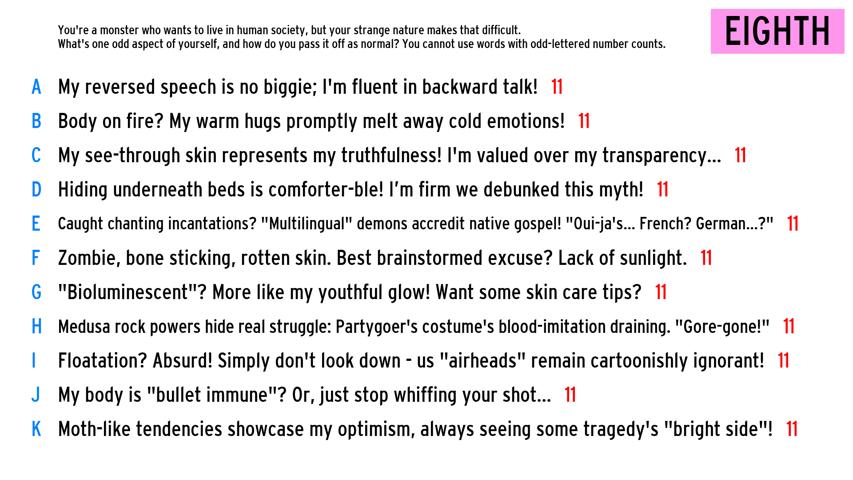 You're a monster who wants to live in human society, but your strange nature makes that difficult.
What's one odd aspect of yourself, and how do you pass it off as normal? You cannot use words with odd-lettered number counts.
EIGHTH
A My reversed speech is no biggie; I'm fluent in backward talk! 11
B Body on fire? My warm hugs promptly melt away cold emotions! 11
C My see-through skin represents my truthfulness! I'm valued over my transparency... 11
D Hiding underneath beds is comforter-ble! I'm firm we debunked this myth! 11
E Caught chanting incantations? "Multilingual" demons accredit native gospel! "Oui-ja's... French? German...?" 11
F Zombie, bone sticking, rotten skin. Best brainstormed excuse? Lack of sunlight. 11
G "Bioluminescent"? More like my youthful glow! Want some skin care tips? 11
H Medusa rock powers hide real struggle: Partygoer's costume's blood-imitation draining. "Gore-gone!" 11
I Floatation? Absurd! Simply don't look down - us "airheads" remain cartoonishly ignorant! 11
J My body is "bullet immune"? Or, just stop whiffing your shot... 11
K Moth-like tendencies showcase my optimism, always seeing some tragedy's "bright side"! 11